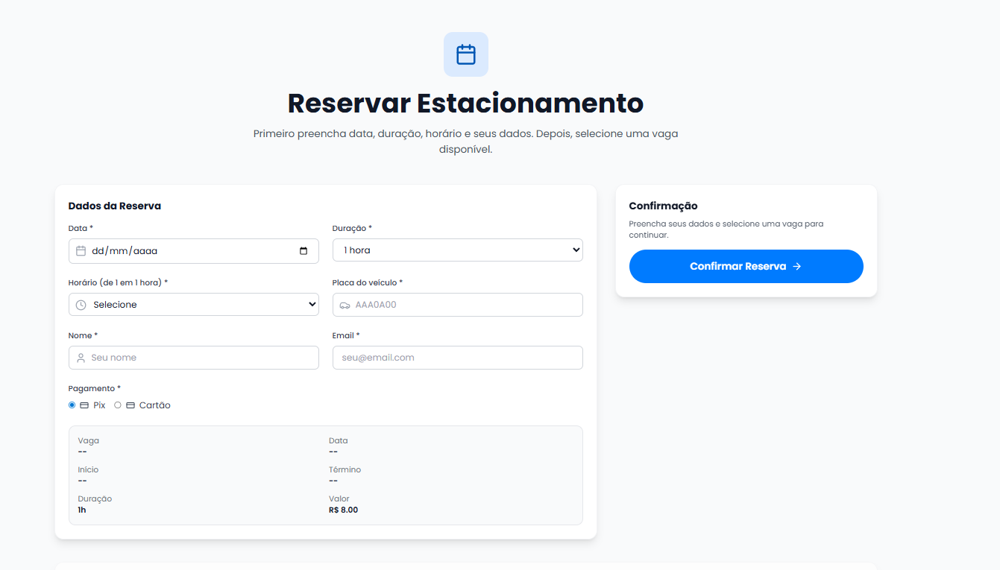 Reservar Estacionamento
Primeiro preencha data, duração, horário e seus dados. Depois, selecione uma vaga
disponível.
Dados da Reserva
Data *
dd/mm/aaaa
Duração *
1 hora
Horário (de 1 em 1 hora) *
Selecione
Placa do veículo *
AAA0A00
Nome *
Seu nome
Email *
seu@email.com
Pagamento *
Pix
Cartão
Vaga
--
Data
--
Início
--
Término
--
Duração
1h
Valor
R$ 8.00
Confirmação
Preencha seus dados e selecione uma vaga para
continuar.
Confirmar Reserva →